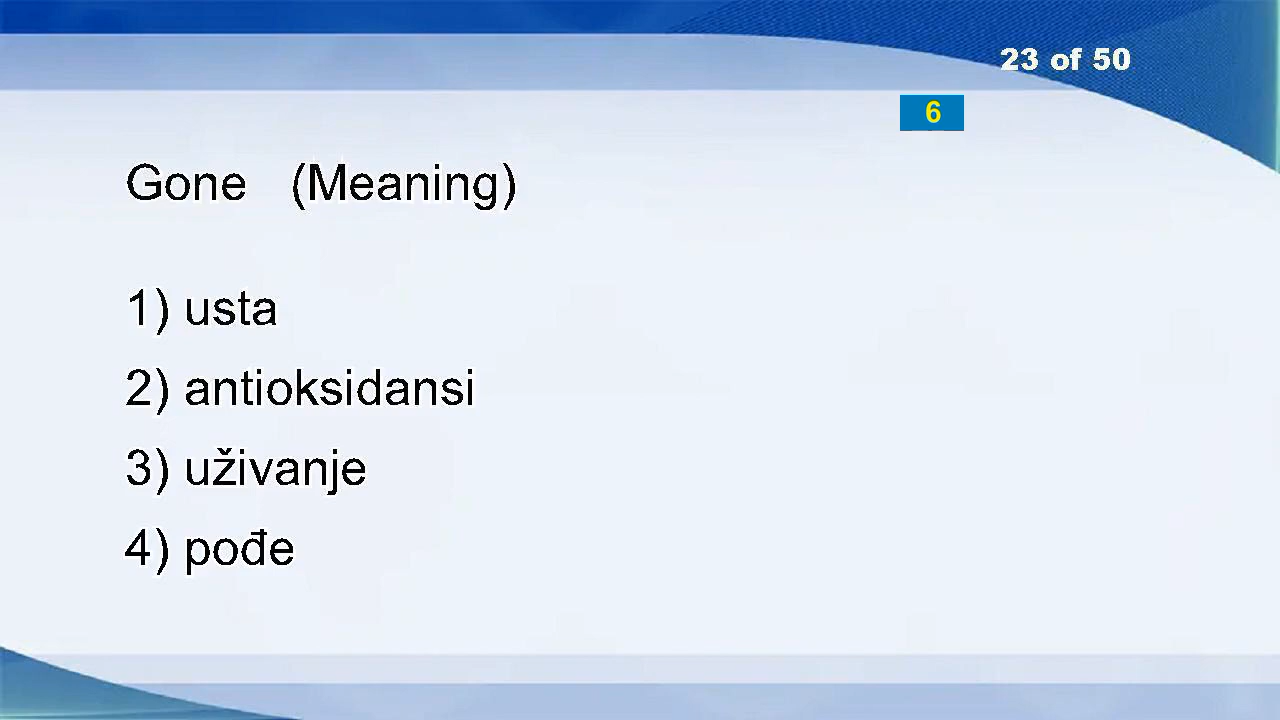 23 of 50
6
Gone (Meaning)
1) usta
2) antioksidansi
3) uživanje
4) pođe